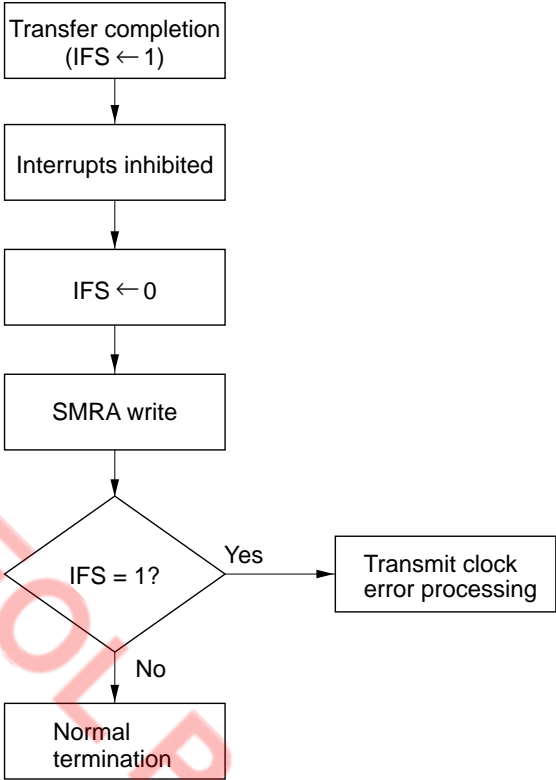 Transfer completion
(IFS ← 1)
Interrupts inhibited
IFS ← 0
SMRA write
IFS = 1?
Yes
Transmit clock
error processing
No
Normal
termination
TOL P